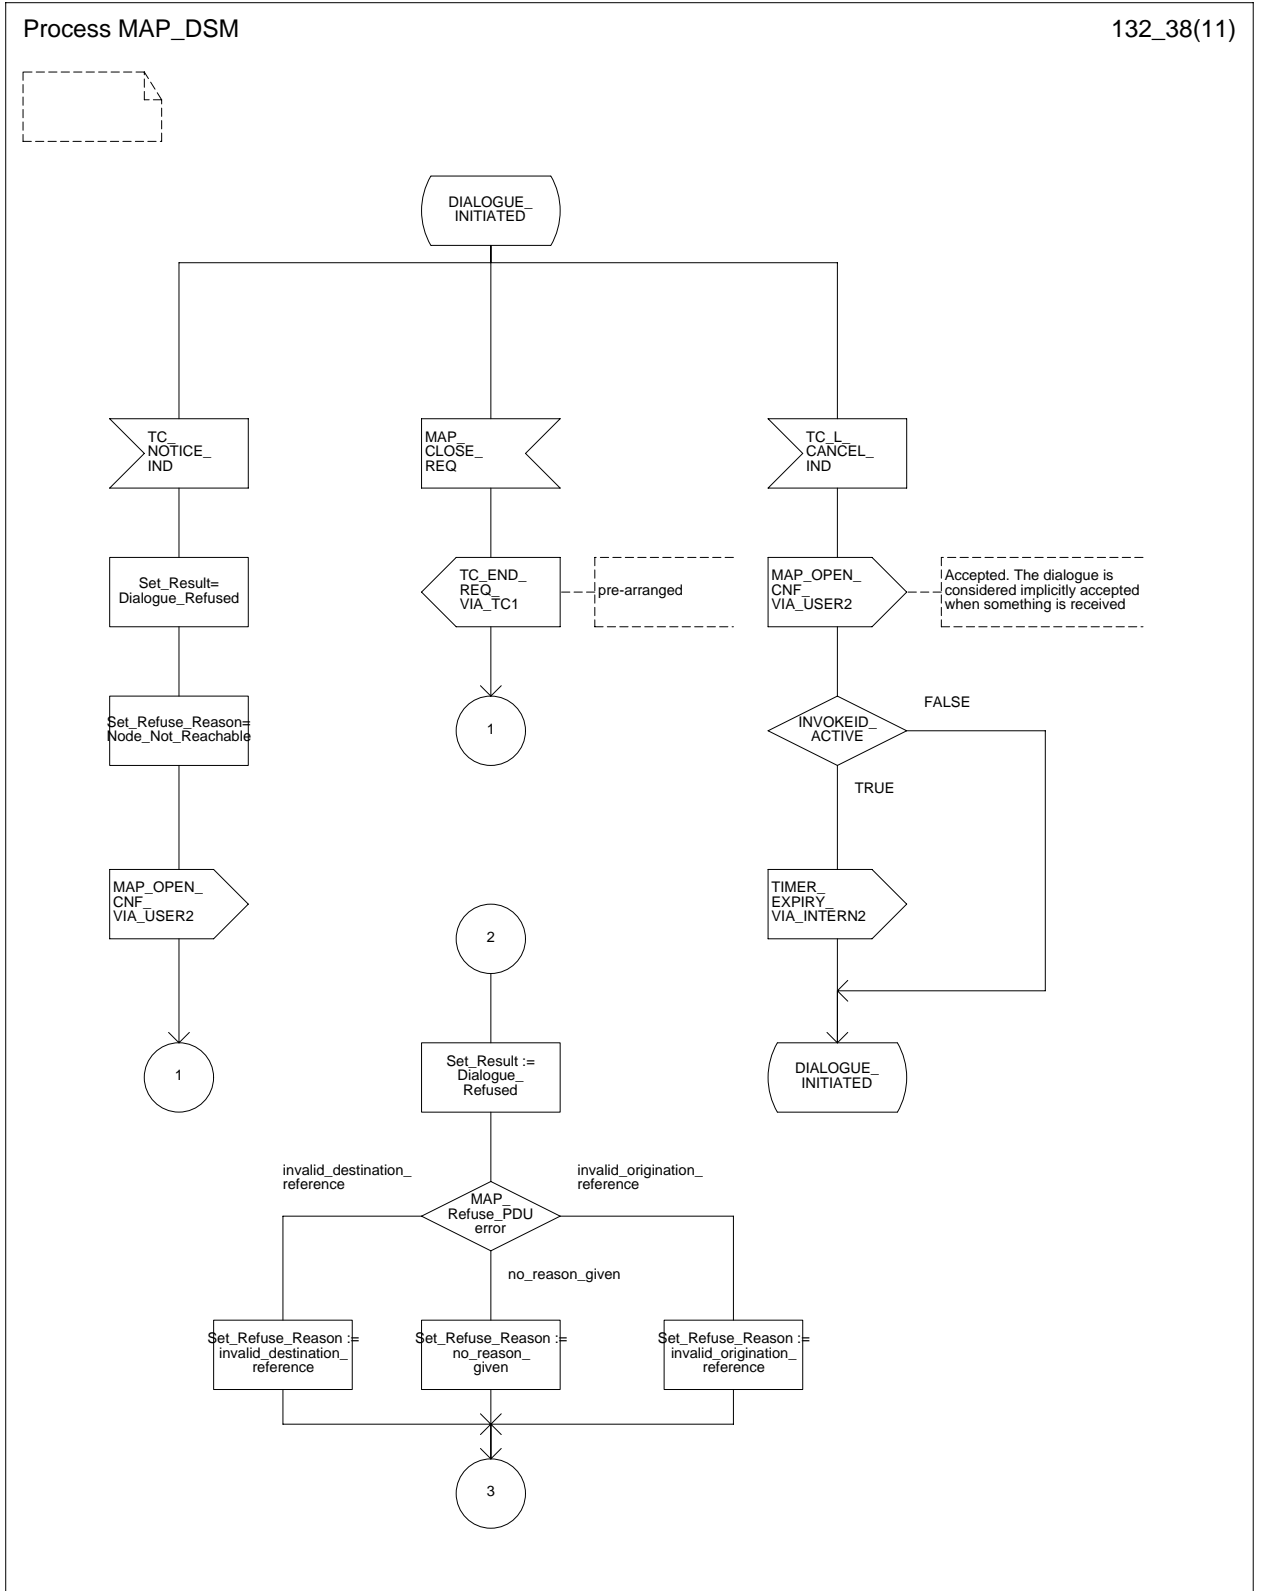 Process MAP_DSM
132_38(11)
DIALOGUE_
INITIATED
TC_
NOTICE_
IND
MAP_
CLOSE_
REQ
TC_L_
CANCEL_
IND
Set_Result=
Dialogue_Refused
TC_END_
REQ_
VIA_TC1
pre-arranged
MAP_OPEN_
CNF_
VIA_USER2
Accepted. The dialogue is
considered implicitly accepted
when something is received
Set_Refuse_Reason=
Node_Not_Reachable
1
INVOKEID_
ACTIVE
FALSE
TRUE
MAP_OPEN_
CNF_
VIA_USER2
2
TIMER_
EXPIRY_
VIA_INTERN2
1
Set_Result :=
Dialogue_
Refused
DIALOGUE_
INITIATED
invalid_destination_
reference
MAP_
Refuse_PDU
error
invalid_origination_
reference
no_reason_given
Set_Refuse_Reason :=
invalid_destination_
reference
Set_Refuse_Reason :=
no_reason_
given
Set_Refuse_Reason :=
invalid_origination_
reference
3